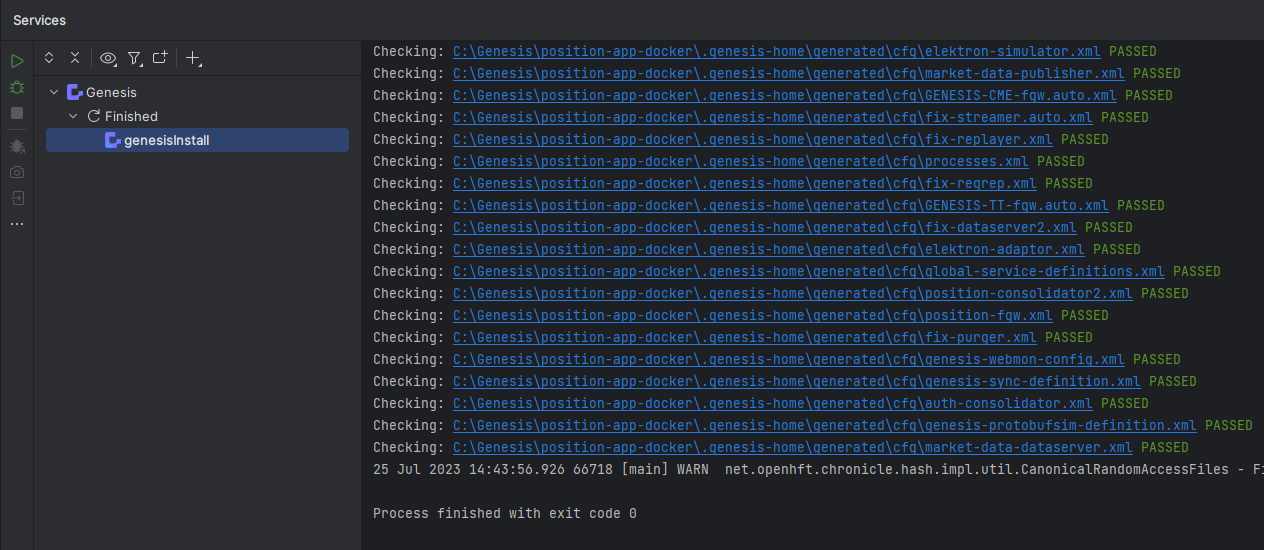 Services
Genesis
Finished
genesisInstall
Checking: C:\Genesis\position-app-docker\.genesis-home\generated\cfg\elektron-simulator.xml PASSED
Checking: C:\Genesis\position-app-docker\.genesis-home\generated\cfg\market-data-publisher.xml PASSED
Checking: C:\Genesis\position-app-docker\.genesis-home\generated\cfg\GENESIS-CME-fgw.auto.xml PASSED
Checking: C:\Genesis\position-app-docker\.genesis-home\generated\cfg\fix-streamer.auto.xml PASSED
Checking: C:\Genesis\position-app-docker\.genesis-home\generated\cfg\fix-replayer.xml PASSED
Checking: C:\Genesis\position-app-docker\.genesis-home\generated\cfg\processes.xml PASSED
Checking: C:\Genesis\position-app-docker\.genesis-home\generated\cfg\fix-reqrep.xml PASSED
Checking: C:\Genesis\position-app-docker\.genesis-home\generated\cfg\GENESIS-TT-fgw.auto.xml PASSED
Checking: C:\Genesis\position-app-docker\.genesis-home\generated\cfg\fix-dataserver2.xml PASSED
Checking: C:\Genesis\position-app-docker\.genesis-home\generated\cfg\elektron-adaptor.xml PASSED
Checking: C:\Genesis\position-app-docker\.genesis-home\generated\cfg\global-service-definitions.xml PASSED
Checking: C:\Genesis\position-app-docker\.genesis-home\generated\cfg\position-consolidator2.xml PASSED
Checking: C:\Genesis\position-app-docker\.genesis-home\generated\cfg\position-fgw.xml PASSED
Checking: C:\Genesis\position-app-docker\.genesis-home\generated\cfg\fix-purger.xml PASSED
Checking: C:\Genesis\position-app-docker\.genesis-home\generated\cfg\genesis-webmon-config.xml PASSED
Checking: C:\Genesis\position-app-docker\.genesis-home\generated\cfg\genesis-sync-definition.xml PASSED
Checking: C:\Genesis\position-app-docker\.genesis-home\generated\cfg\auth-consolidator.xml PASSED
Checking: C:\Genesis\position-app-docker\.genesis-home\generated\cfg\genesis-protobufsim-definition.xml PASSED
Checking: C:\Genesis\position-app-docker\.genesis-home\generated\cfg\market-data-dataserver.xml PASSED
25 Jul 2023 14:43:56.926 66718 [main] WARN  net.openhft.chronicle.hash.impl.util.CanonicalRandomAccessFiles -
Process finished with exit code 0